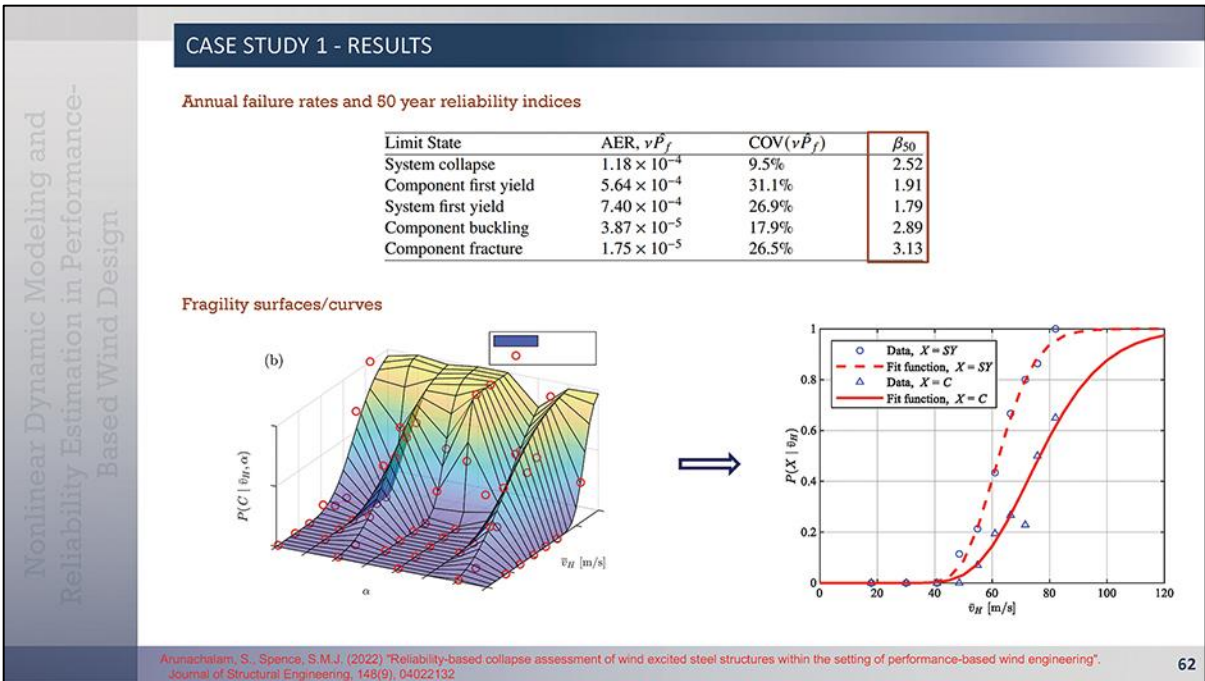 CASE STUDY 1 - RESULTS
Nonlinear Dynamic Modeling and
Reliability Estimation in Performance-
Based Wind Design
Annual failure rates and 50 year reliability indices
Limit State AER, νP̂_f COV(νP̂_f) β₅₀
System collapse 1.18 × 10⁻⁴ 9.5% 2.52
Component first yield 5.64 × 10⁻⁴ 31.1% 1.91
System first yield 7.40 × 10⁻⁴ 26.9% 1.79
Component buckling 3.87 × 10⁻⁵ 17.9% 2.89
Component fracture 1.75 × 10⁻⁵ 26.5% 3.13
Fragility surfaces/curves
(b)
P(C | v̄_H, α)
α
v̄_H [m/s]
Data, X = SY
Fit function, X = SY
Data, X = C
Fit function, X = C
P(X | v̄_H)
1
0.8
0.6
0.4
0.2
0
0 20 40 60 80 100 120
v̄_H [m/s]
Arunachalam, S., Spence, S.M.J. (2022) "Reliability-based collapse assessment of wind excited steel structures within the setting of performance-based wind engineering".
Journal of Structural Engineering, 148(9), 04022132
62